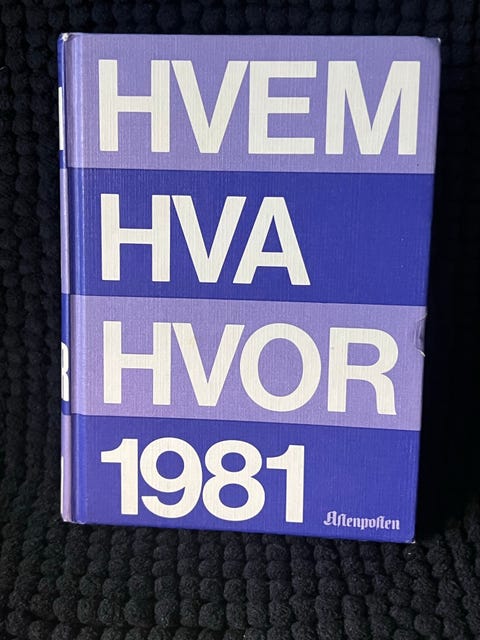 HVEM
HVA
HVOR
1981
Aftenposten